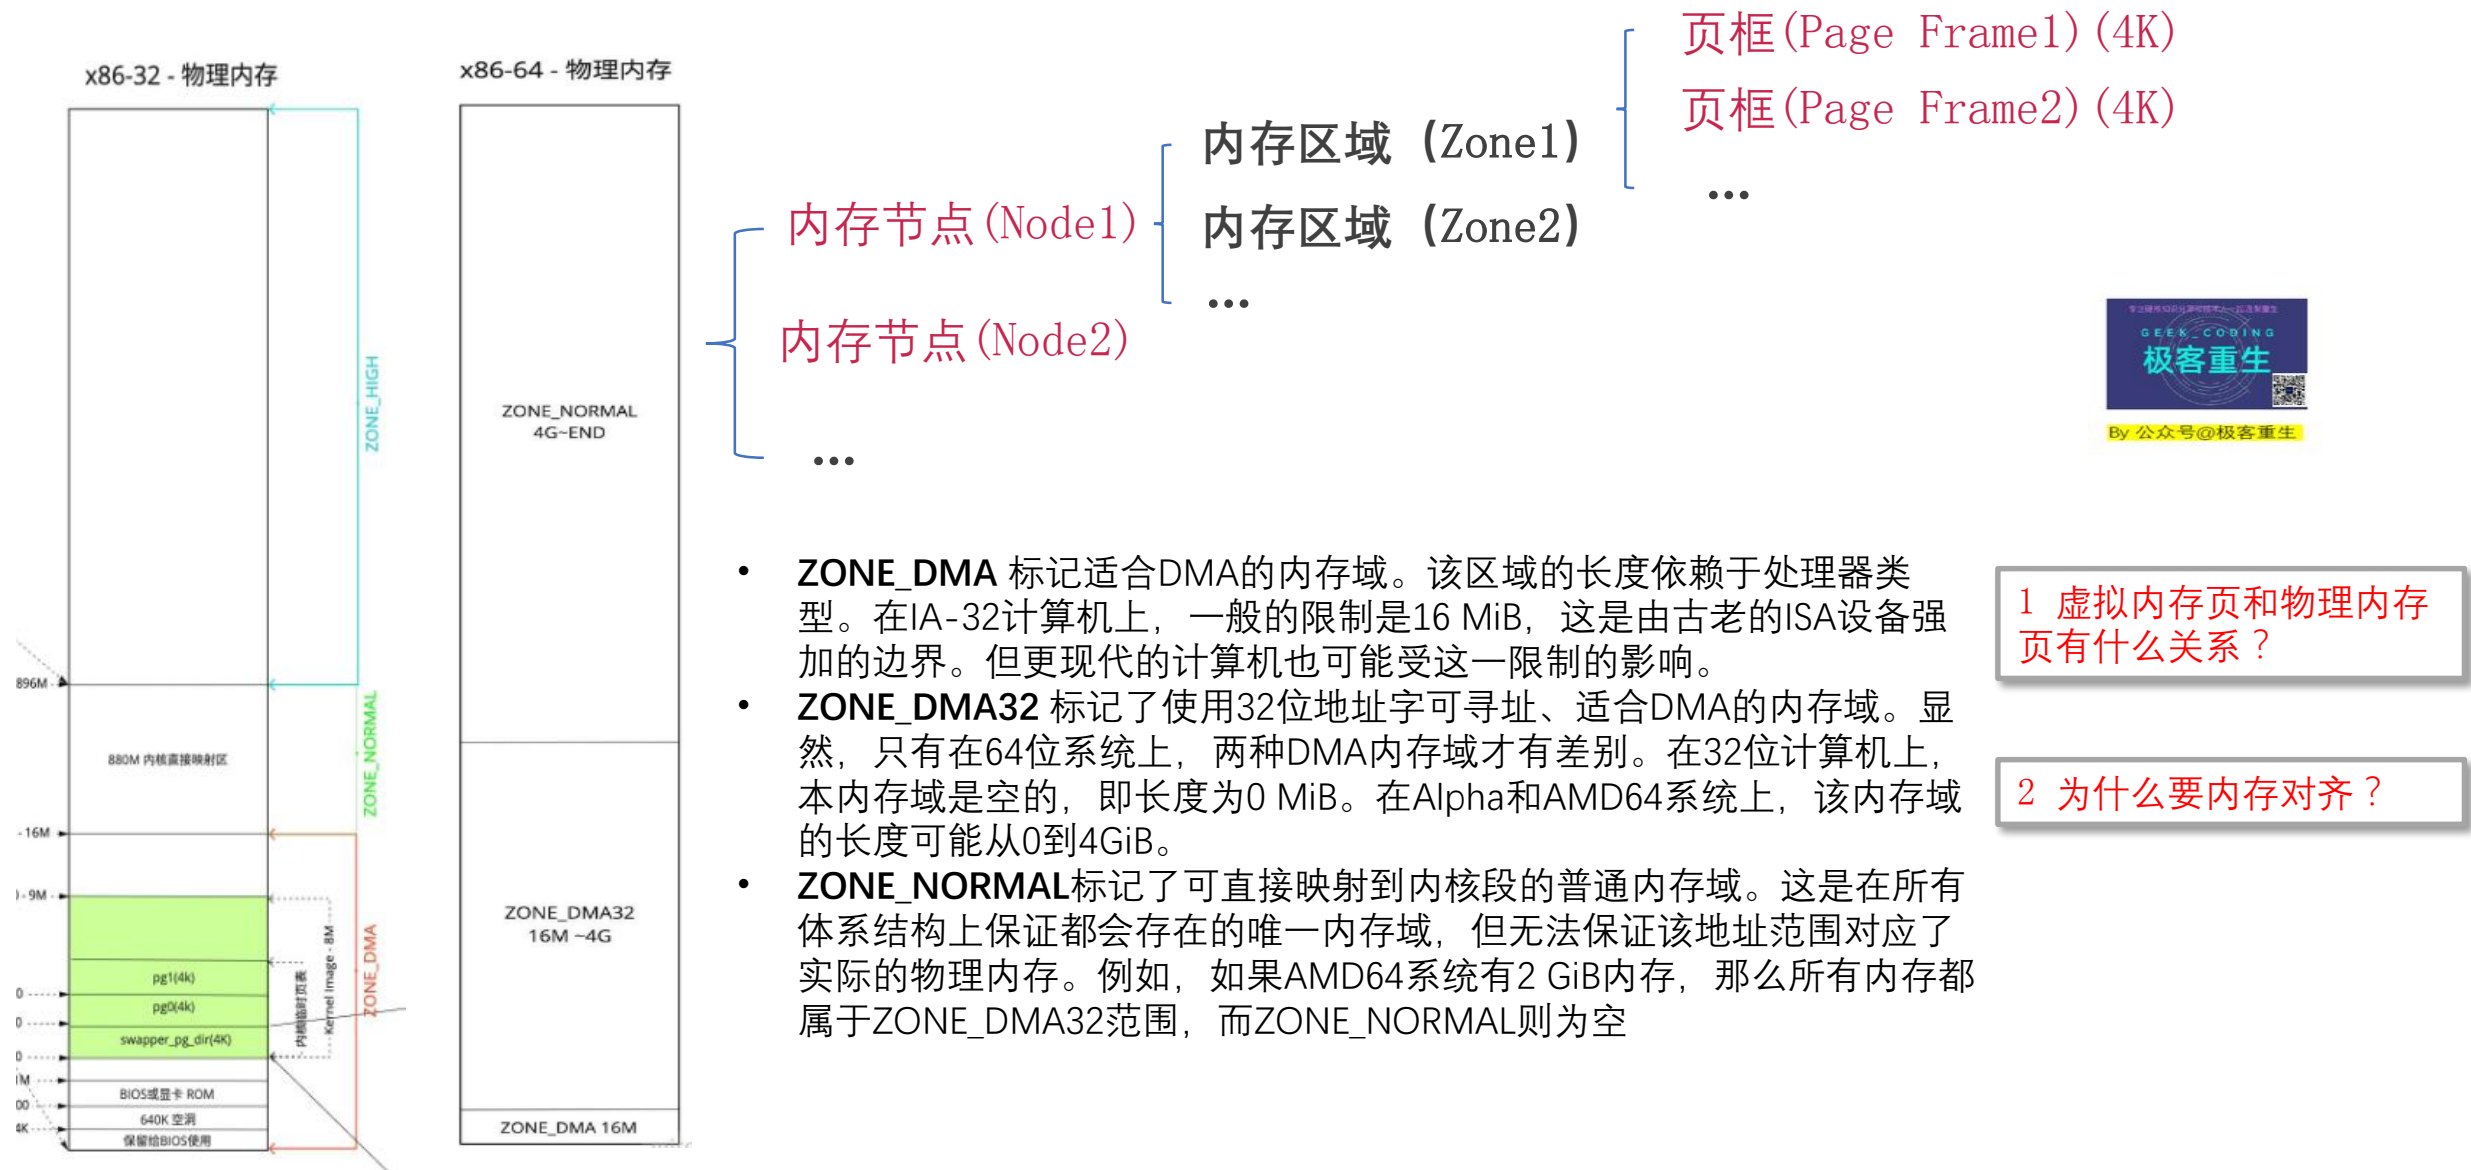 x86-32 - 物理内存
896M
880M 内核直接映射区
- 16M
- 9M
pg1(4k)
pg0(4k)
swapper_pg_dir(4K)
BIOS或显卡 ROM
640K 空洞
4K
保留给BIOS使用
ZONE_HIGH
ZONE_NORMAL
ZONE_DMA
内核临时页表
Kernel Image - 8M
x86-64 - 物理内存
ZONE_NORMAL
4G~END
ZONE_DMA32
16M ~4G
ZONE_DMA 16M
内存节点(Node1)
内存节点(Node2)
...
内存区域 (Zone1)
内存区域 (Zone2)
...
页框(Page Frame1)(4K)
页框(Page Frame2)(4K)
...
GEEK_CODING
极客重生
By 公众号@极客重生
• ZONE_DMA 标记适合DMA的内存域。该区域的长度依赖于处理器类
型。在IA-32计算机上，一般的限制是16 MiB，这是由古老的ISA设备强
加的边界。但更现代的计算机也可能受这一限制的影响。
• ZONE_DMA32 标记了使用32位地址字可寻址、适合DMA的内存域。显
然，只有在64位系统上，两种DMA内存域才有差别。在32位计算机上，
本内存域是空的，即长度为0 MiB。在Alpha和AMD64系统上，该内存域
的长度可能从0到4GiB。
• ZONE_NORMAL标记了可直接映射到内核段的普通内存域。这是在所有
体系结构上保证都会存在的唯一内存域，但无法保证该地址范围对应了
实际的物理内存。例如，如果AMD64系统有2 GiB内存，那么所有内存都
属于ZONE_DMA32范围，而ZONE_NORMAL则为空
1 虚拟内存页和物理内存
页有什么关系？
2 为什么要内存对齐？